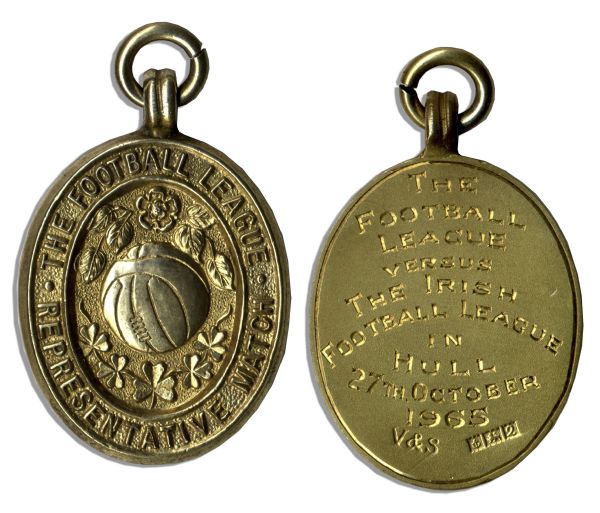 THE FOOTBALL LEAGUE
REPRESENTATIVE MATCH
THE
FOOTBALL
LEAGUE
VERSUS
THE IRISH
FOOTBALL LEAGUE
IN
HULL
27TH, OCTOBER
1965
V&S